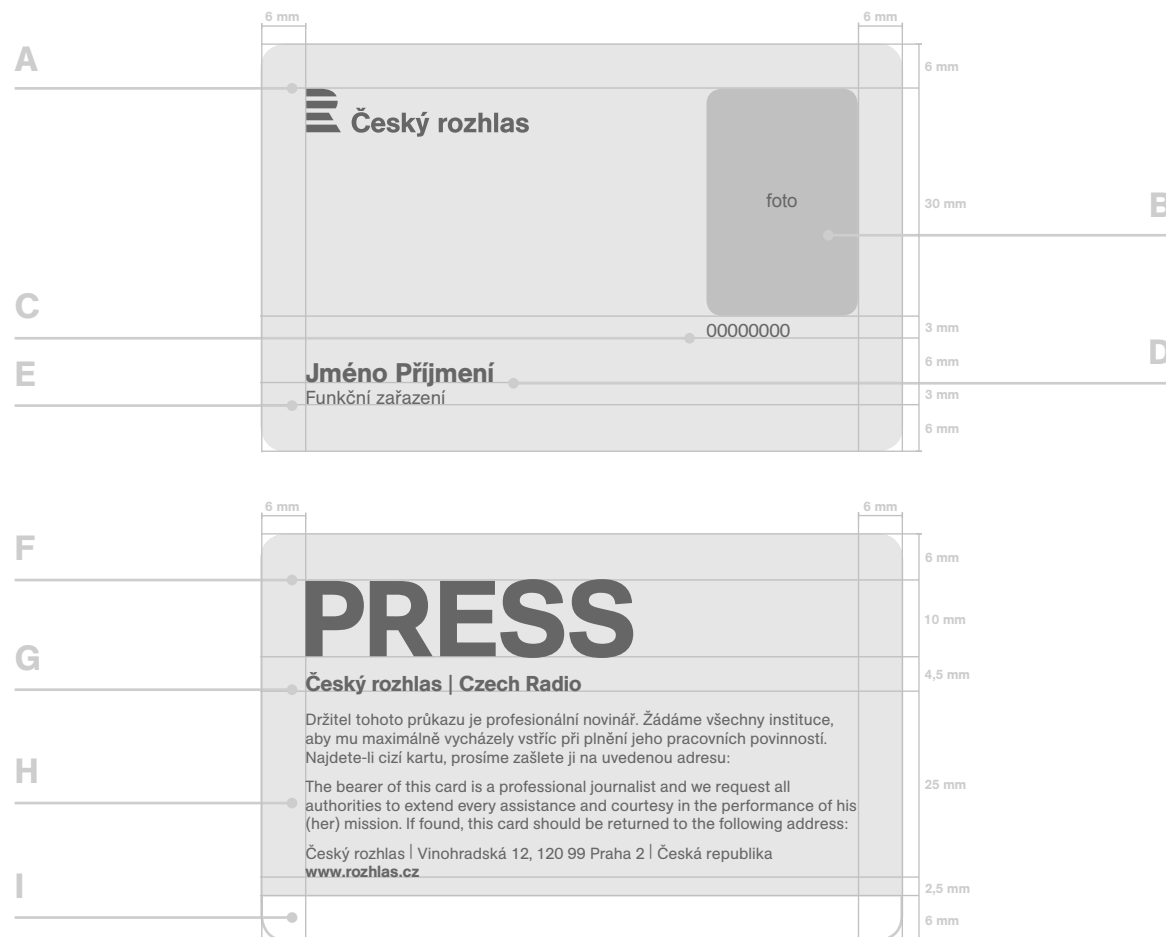 6 mm
6 mm
A
6 mm
Český rozhlas
foto
30 mm
B
C
00000000
3 mm
D
6 mm
E
Jméno Příjmení
3 mm
Funkční zařazení
6 mm
6 mm
6 mm
F
6 mm
PRESS
10 mm
G
4,5 mm
Český rozhlas | Czech Radio
Držitel tohoto průkazu je profesionální novinář. Žádáme všechny instituce,
aby mu maximálně vycházely vstříc při plnění jeho pracovních povinností.
Najdete-li cizí kartu, prosíme zašlete ji na uvedenou adresu:
H
25 mm
The bearer of this card is a professional journalist and we request all
authorities to extend every assistance and courtesy in the performance of his
(her) mission. If found, this card should be returned to the following address:
Český rozhlas | Vinohradská 12, 120 99 Praha 2 | Česká republika
www.rozhlas.cz
I
2,5 mm
6 mm